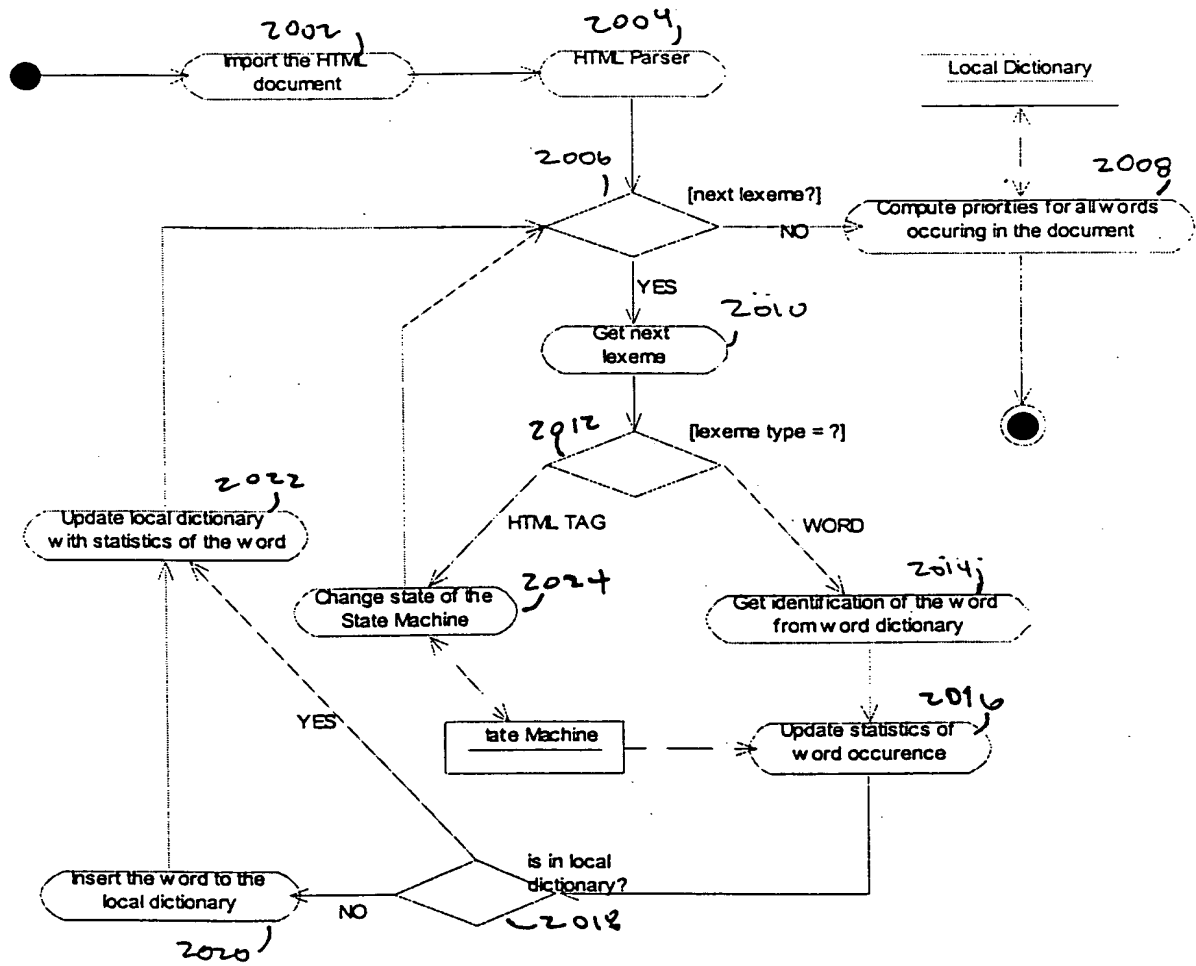 2002
Import the HTML
document
2004
HTML Parser
Local Dictionary
2006
[next lexeme?]
2008
Compute priorities for all words
occuring in the document
NO
YES
2010
Get next
lexeme
2012
[lexeme type = ?]
HTML TAG
WORD
2022
Update local dictionary
with statistics of the word
2024
Change state of the
State Machine
2014
Get identification of the word
from word dictionary
2016
Update statistics of
word occurence
tate Machine
YES
is in local
dictionary?
2018
NO
Insert the word to the
local dictionary
2020